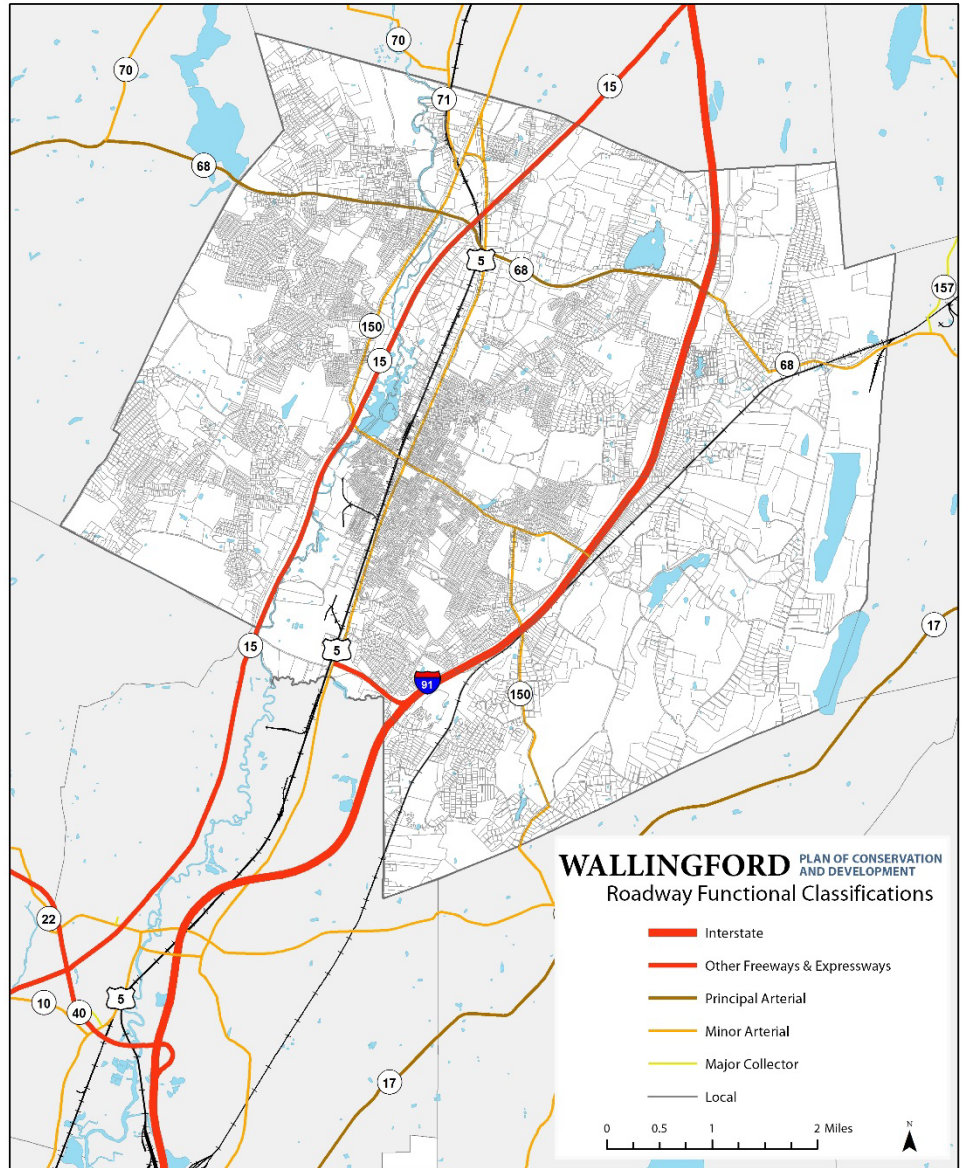 70
70
15
71
68
5
68
157
150
15
68
17
15
5
91
150
22
10
5
40
17
WALLINGFORD PLAN OF CONSERVATION
AND DEVELOPMENT
Roadway Functional Classifications
Interstate
Other Freeways & Expressways
Principal Arterial
Minor Arterial
Major Collector
Local
0 0.5 1 2 Miles
N